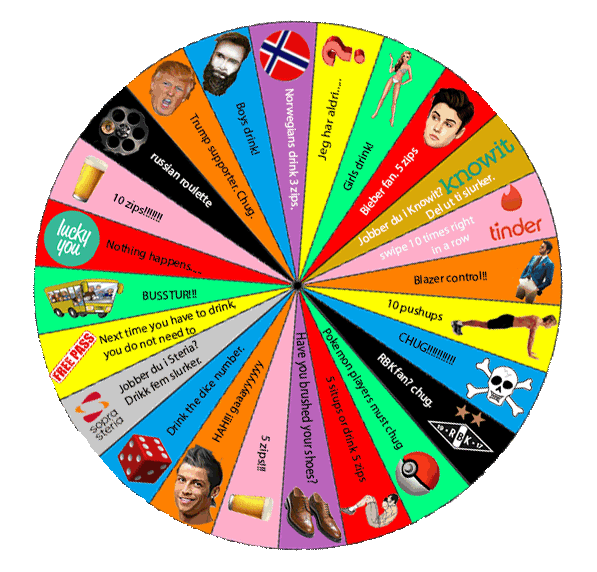 Norwegians drink 3 zips.
Jeg har aldri.....
Girls drink!
Bieber fan, 5 zips
knowit
Jobber du i Knowit?
Del ut ti slurker.
tinder
swipe 10 times right
in a row
Blazer control!!
10 pushups
CHUG!!!!!!!!!!!
RBK fan? chug.
19 RBK 17
Pokemon players must chug
5 situps or drink 5 zips
Have you brushed your shoes?
5 zips!!!
HAH!!! gaaayyyyyy
Drink the dice number.
Jobber du i Steria?
Drikk fem slurker.
sopra
steria
FREE PASS
Next time you have to drink,
you do not need to
BUSSTUR!!!
lucky
you
Nothing happens....
10 zips!!!!!!!
russian roulette
Trump supporter. Chug.
Boys drink!